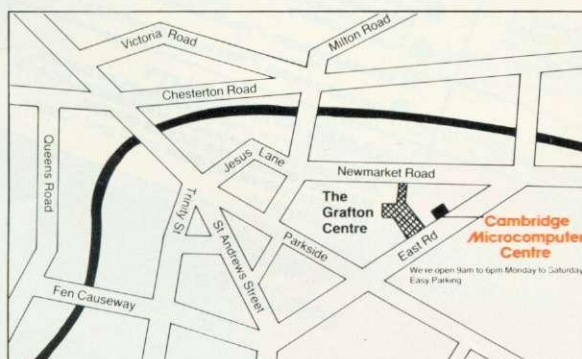 Victoria Road
Milton Road
Chesterton Road
Queens Road
Jesus Lane
Newmarket Road
Trinity St
The
Grafton
Centre
St Andrews Street
Parkside
East Rd
Cambridge
Microcomputer
Centre
We're open 9am to 6pm Monday to Saturday
Easy Parking
Fen Causeway